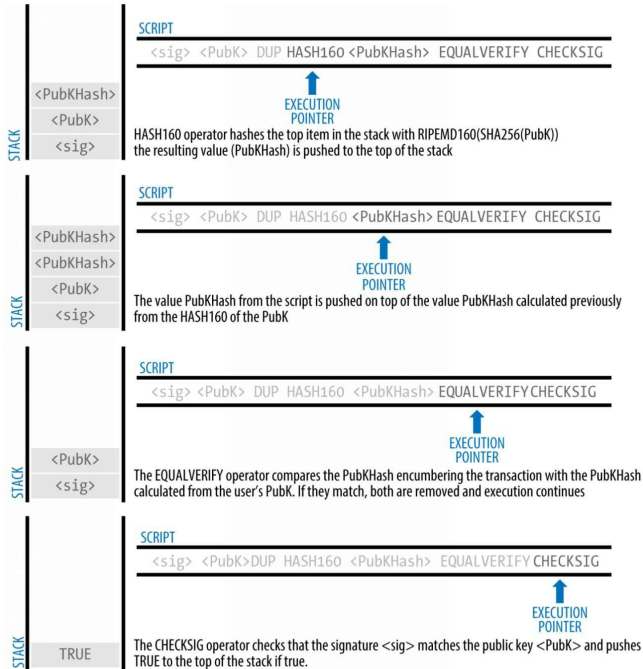 SCRIPT
<sig> <PubK> DUP HASH160 <PubKHash> EQUALVERIFY CHECKSIG
<PubKHash>
<PubK>
<sig>
STACK
EXECUTION
POINTER
HASH160 operator hashes the top item in the stack with RIPEMD160(SHA256(PubK))
the resulting value (PubKHash) is pushed to the top of the stack
SCRIPT
<sig> <PubK> DUP HASH160 <PubKHash> EQUALVERIFY CHECKSIG
<PubKHash>
<PubKHash>
<PubK>
<sig>
STACK
EXECUTION
POINTER
The value PubKHash from the script is pushed on top of the value PubKHash calculated previously
from the HASH160 of the PubK
SCRIPT
<sig> <PubK> DUP HASH160 <PubKHash> EQUALVERIFY CHECKSIG
<PubK>
<sig>
STACK
EXECUTION
POINTER
The EQUALVERIFY operator compares the PubKHash encumbering the transaction with the PubKHash
calculated from the user's PubK. If they match, both are removed and execution continues
SCRIPT
<sig> <PubK>DUP HASH160 <PubKHash> EQUALVERIFY CHECKSIG
TRUE
STACK
EXECUTION
POINTER
The CHECKSIG operator checks that the signature <sig> matches the public key <PubK> and pushes
TRUE to the top of the stack if true.